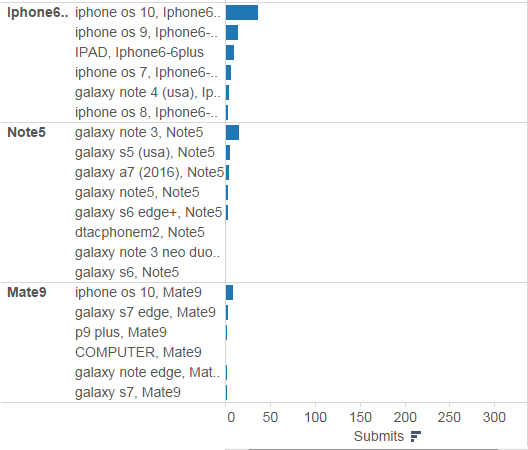 Iphone6.. iphone os 10, Iphone6..
iphone os 9, Iphone6-..
IPAD, Iphone6-6plus
iphone os 7, Iphone6-..
galaxy note 4 (usa), Ip..
iphone os 8, Iphone6-..
Note5 galaxy note 3, Note5
galaxy s5 (usa), Note5
galaxy a7 (2016), Note5
galaxy note5, Note5
galaxy s6 edge+, Note5
dtacphonem2, Note5
galaxy note 3 neo duo..
galaxy s6, Note5
Mate9 iphone os 10, Mate9
galaxy s7 edge, Mate9
p9 plus, Mate9
COMPUTER, Mate9
galaxy note edge, Mat..
galaxy s7, Mate9
0 50 100 150 200 250 300
Submits